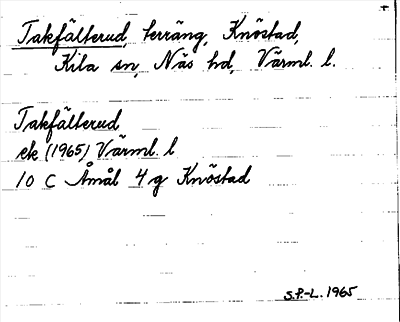 +
Takfälterud, terräng, Knöstad,
Kila sn, Näs hd, Värml. l.
Takfälterud
ek (1965) Värml. l
10 C Åmål 4 g Knöstad
S.P.-L. 1965